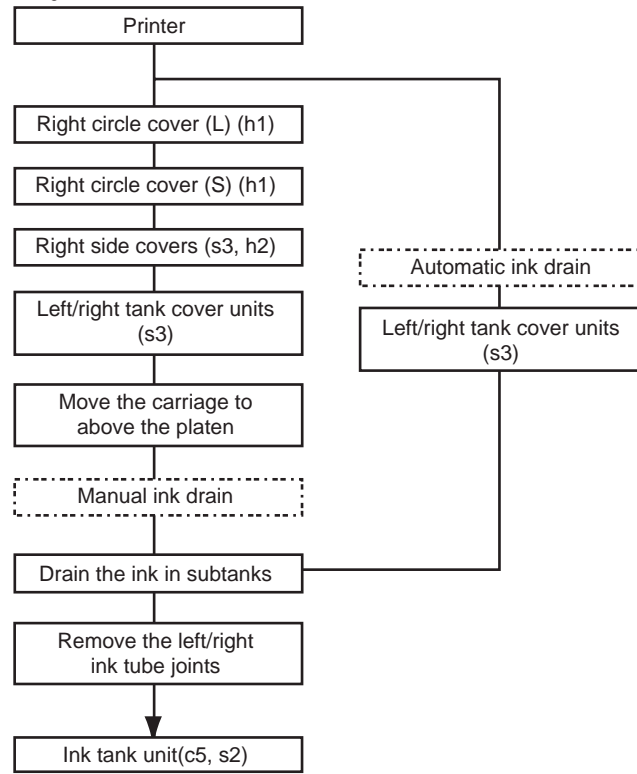 Printer
Right circle cover (L) (h1)
Right circle cover (S) (h1)
Right side covers (s3, h2)
Left/right tank cover units
(s3)
Move the carriage to
above the platen
Manual ink drain
Automatic ink drain
Left/right tank cover units
(s3)
Drain the ink in subtanks
Remove the left/right
ink tube joints
Ink tank unit(c5, s2)